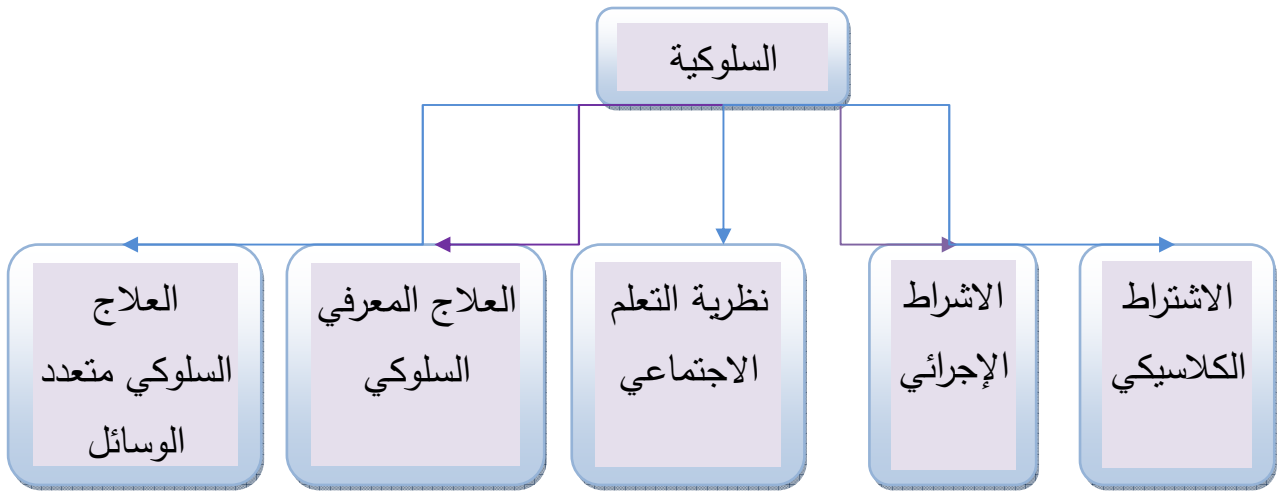 السلوكية
الاشتراط
الكلاسيكي
الاشراط
الإجرائي
نظرية التعلم
الاجتماعي
العلاج المعرفي
السلوكي
العلاج
السلوكي متعدد
الوسائل